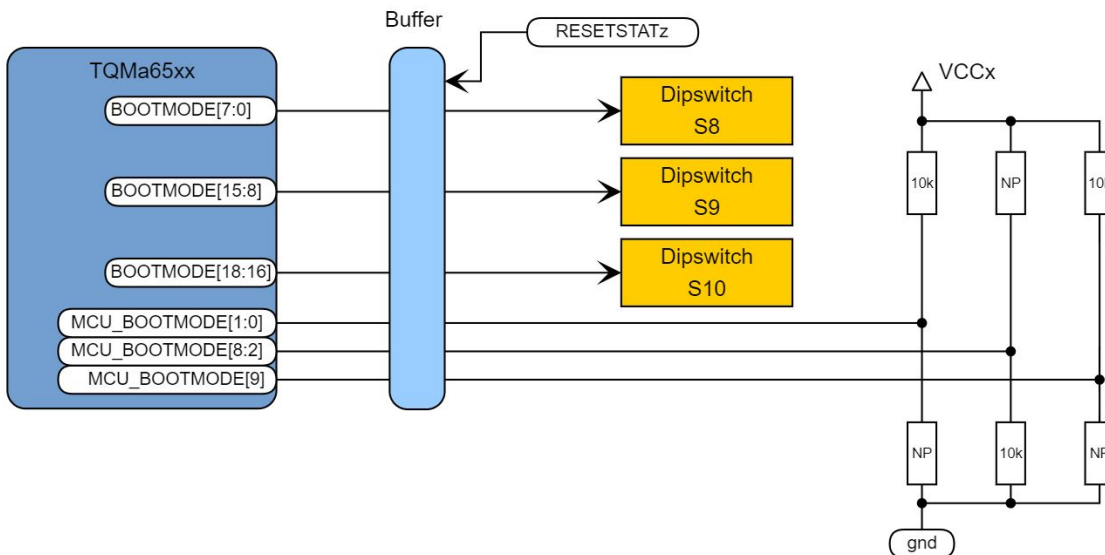 Buffer
RESETSTATz
TQMa65xx
VCCx
BOOTMODE[7:0]
Dipswitch
S8
BOOTMODE[15:8]
Dipswitch
S9
10k
NP
BOOTMODE[18:16]
Dipswitch
S10
MCU_BOOTMODE[1:0]
MCU_BOOTMODE[8:2]
MCU_BOOTMODE[9]
NP
10k
NP
gnd